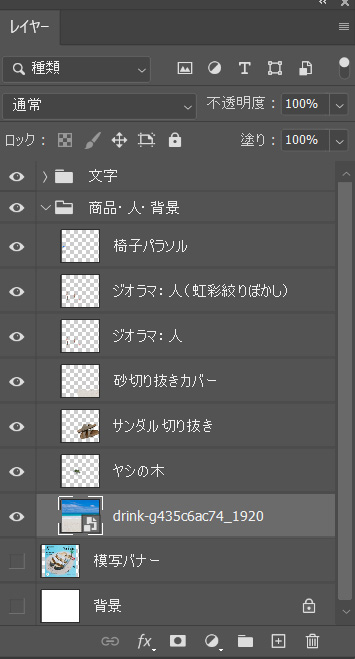 レイヤー
種類
通常
不透明度： 100%
ロック：
塗り： 100%
文字
商品・人・背景
椅子パラソル
ジオラマ：人（虹彩絞りぼかし）
ジオラマ：人
砂切り抜きカバー
サンダル切り抜き
ヤシの木
drink-g435c6ac74_1920
模写バナー
背景
fx